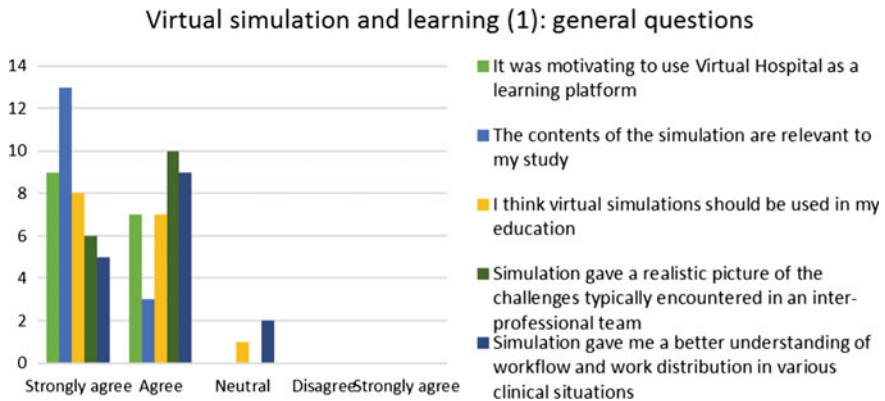 Virtual simulation and learning (1): general questions
14
12
10
8
6
4
2
0
Strongly agree Agree Neutral Disagree Strongly agree
It was motivating to use Virtual Hospital as a
learning platform
The contents of the simulation are relevant to
my study
I think virtual simulations should be used in my
education
Simulation gave a realistic picture of the
challenges typically encountered in an inter-
professional team
Simulation gave me a better understanding of
workflow and work distribution in various
clinical situations